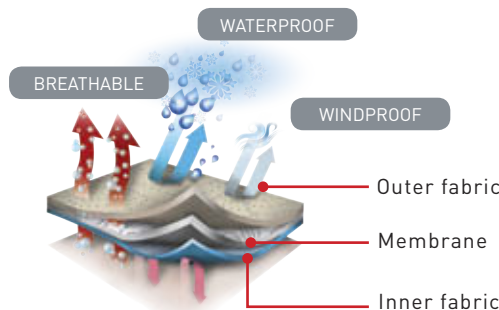 WATERPROOF
BREATHABLE
WINDPROOF
Outer fabric
Membrane
Inner fabric